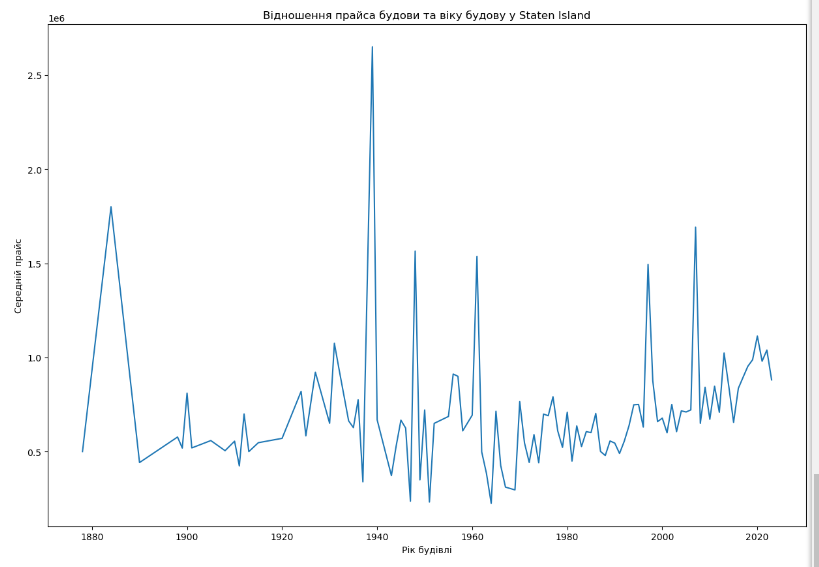 Відношення прайса будови та віку будову у Staten Island
1e6
2.5
2.0
1.5
1.0
0.5
Середній прайс
1880 1900 1920 1940 1960 1980 2000 2020
Рік будівлі